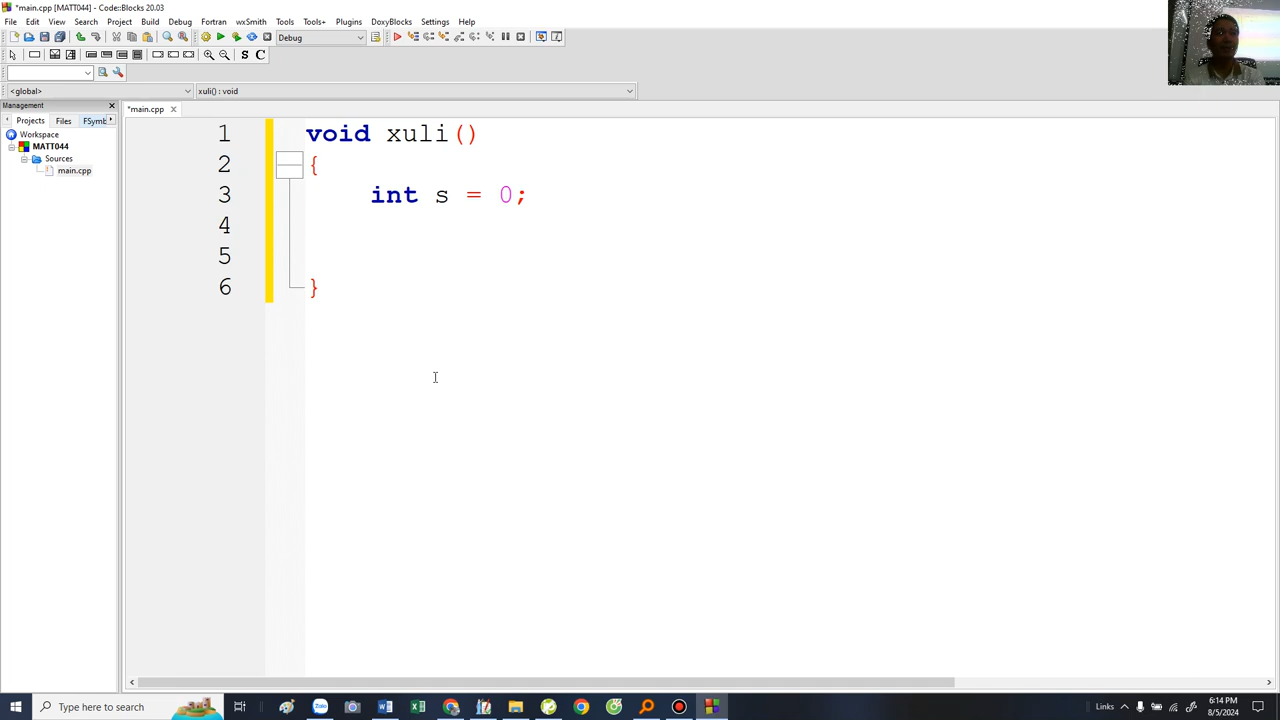 *main.cpp [MATT044] - Code::Blocks 20.03
File Edit View Search Project Build Debug Fortran wxSmith Tools Tools+ Plugins DoxyBlocks Settings Help
Debug
S C
<global> xuli() : void
Management
*main.cpp
Projects Files FSymb
Workspace
MATT044
Sources
main.cpp
1 void xuli()
2 {
3 int s = 0;
4
5
6 }
Type here to search
Zalo
Links
6:14 PM
8/5/2024